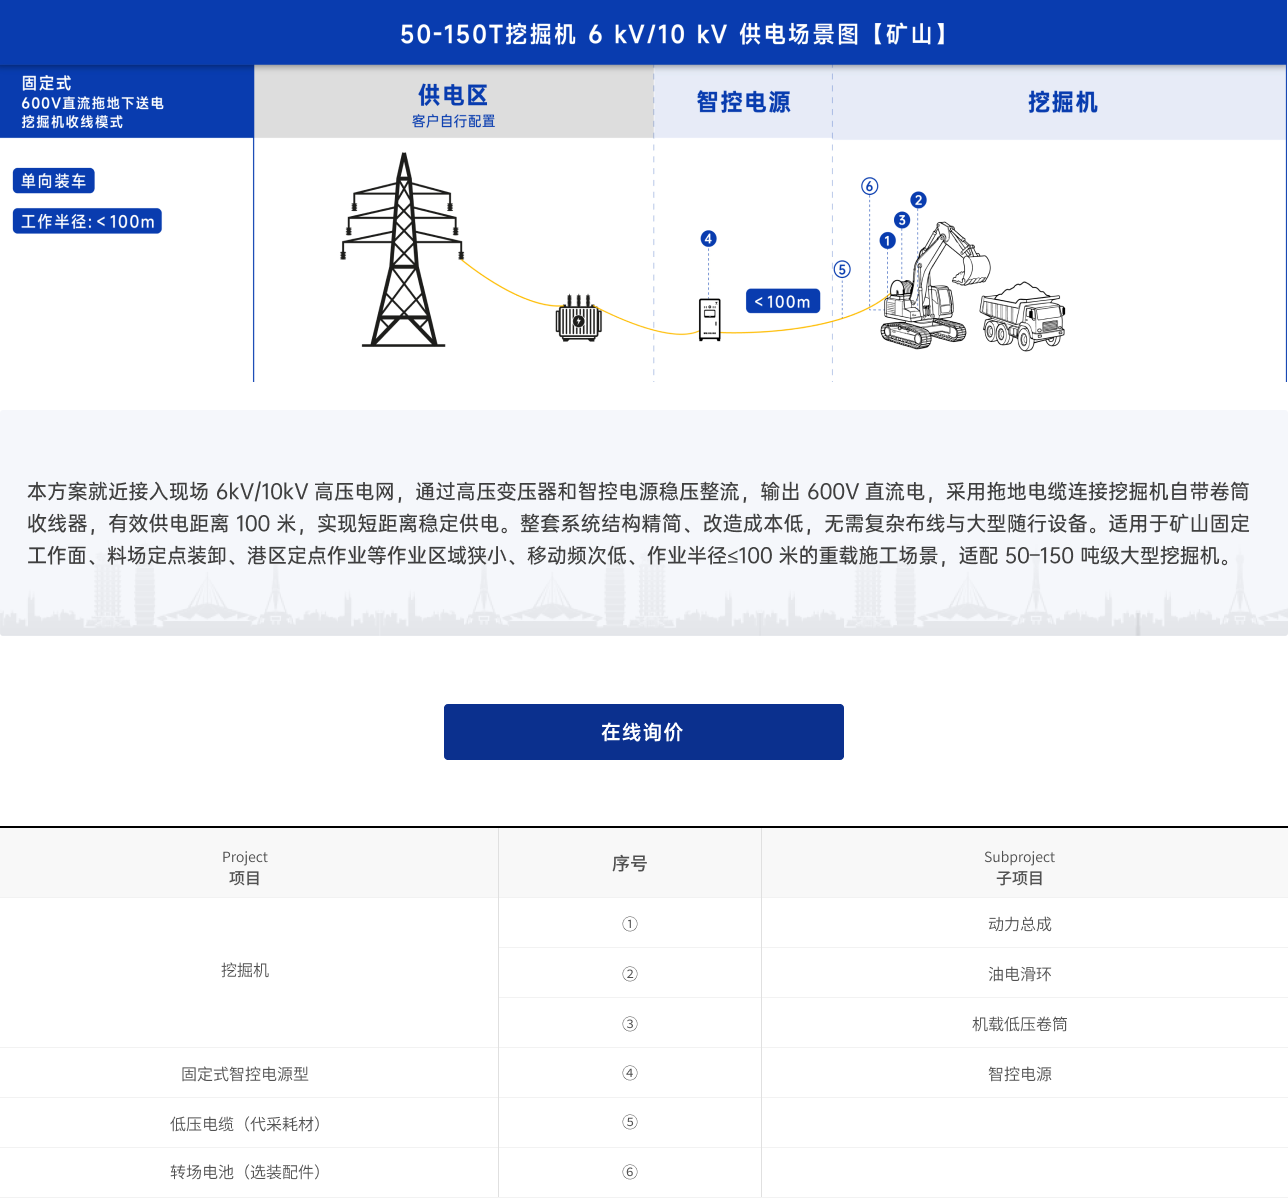 50-150T挖掘机 6 kV/10 kV 供电场景图【矿山】
固定式
600V直流拖地下送电
挖掘机收线模式
供电区
客户自行配置
智控电源
挖掘机
单向装车
工作半径:<100m
⑥
2
3
1
4
⑤
<100m
本方案就近接入现场 6kV/10kV 高压电网，通过高压变压器和智控电源稳压整流，输出 600V 直流电，采用拖地电缆连接挖掘机自带卷筒
收线器，有效供电距离 100 米，实现短距离稳定供电。整套系统结构精简、改造成本低，无需复杂布线与大型随行设备。适用于矿山固定
工作面、料场定点装卸、港区定点作业等作业区域狭小、移动频次低、作业半径≤100 米的重载施工场景，适配 50-150 吨级大型挖掘机。
在线询价
Project
项目
序号
Subproject
子项目
挖掘机
①
动力总成
②
油电滑环
③
机载低压卷筒
固定式智控电源型
④
智控电源
低压电缆（代采耗材）
⑤
转场电池（选装配件）
⑥